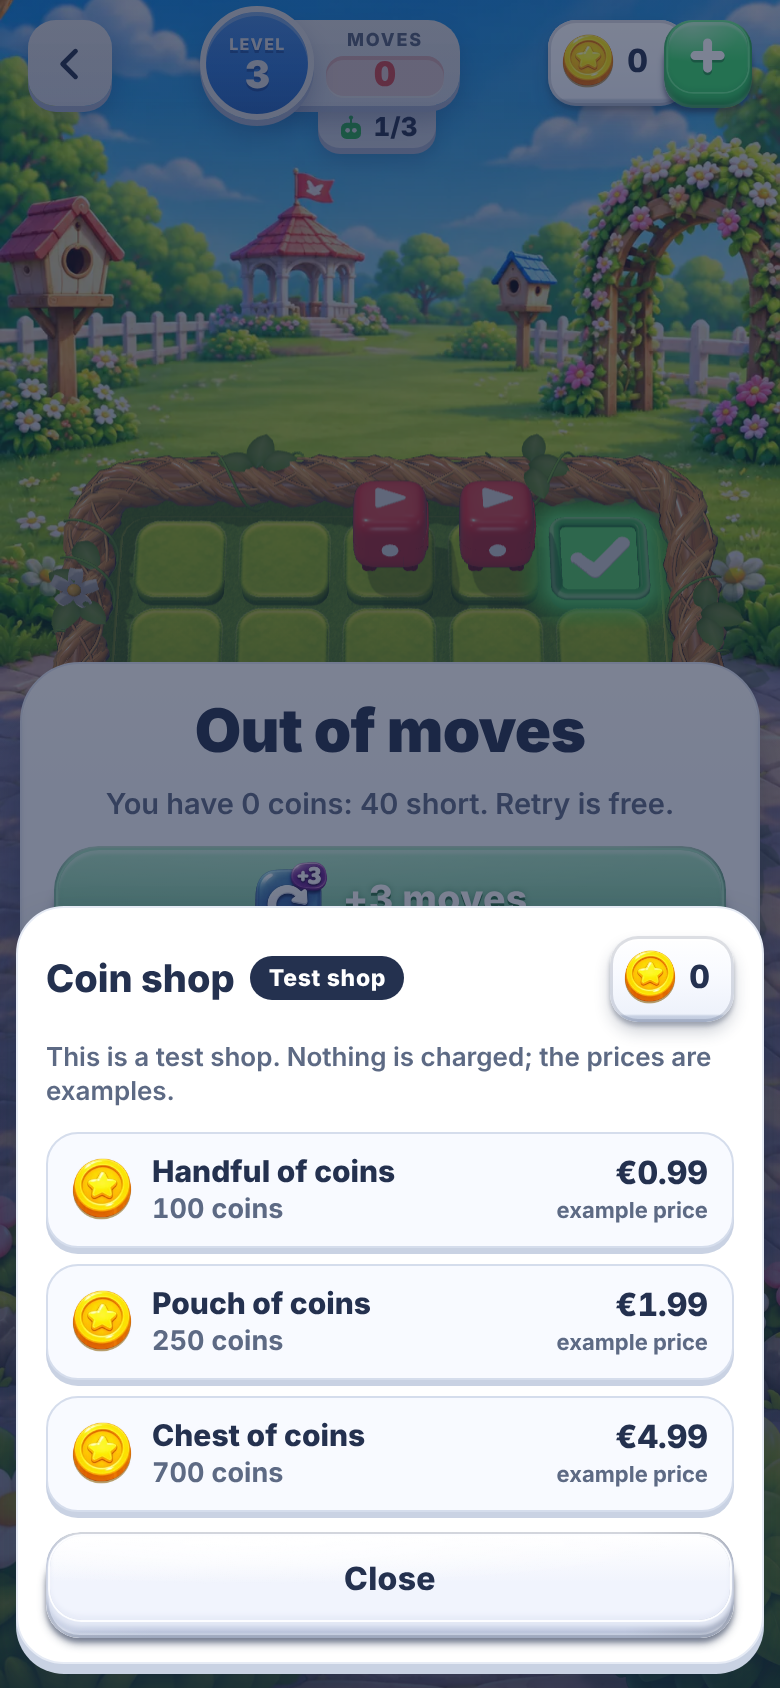 LEVEL
3
MOVES
0
1/3
0
Out of moves
You have 0 coins: 40 short. Retry is free.
+3
+3 moves
Coin shop
Test shop
0
This is a test shop. Nothing is charged; the prices are
examples.
Handful of coins
€0.99
100 coins
example price
Pouch of coins
€1.99
250 coins
example price
Chest of coins
€4.99
700 coins
example price
Close